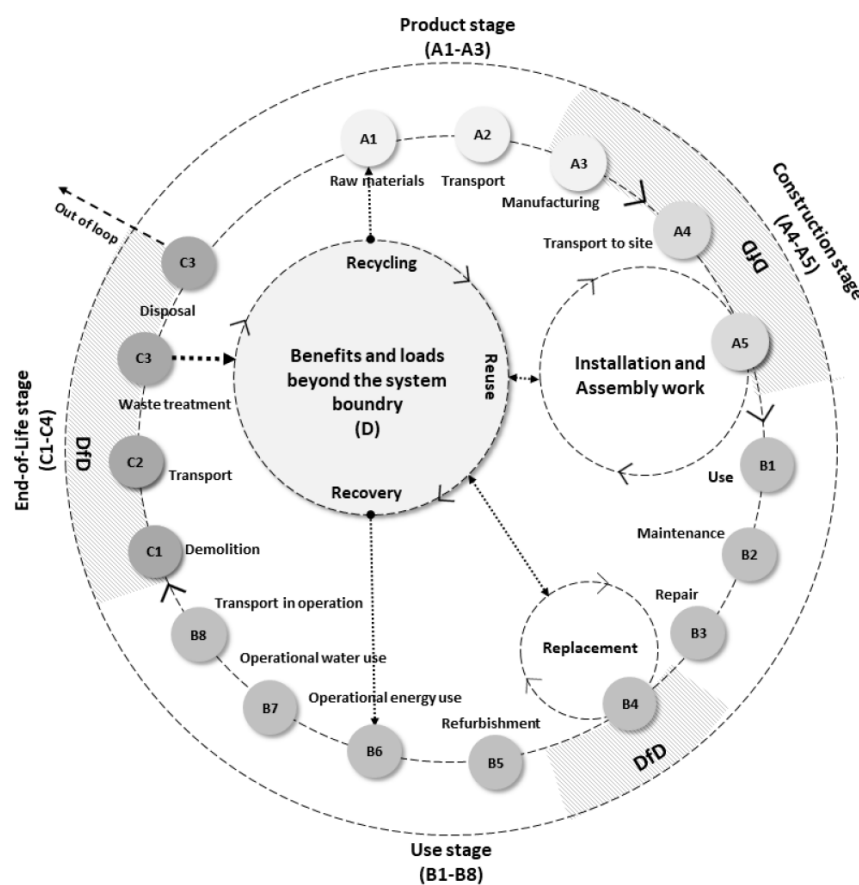 Product stage
(A1-A3)
A1
Raw materials
A2
Transport
A3
Manufacturing
Construction stage
(A4-A5)
DfD
A4
Transport to site
A5
Installation and
Assembly work
Out of loop
C3
Disposal
C3
Waste treatment
C2
Transport
C1
Demolition
DfD
End-of-Life stage
(C1-C4)
Recycling
Benefits and loads
beyond the system
boundry
(D)
Reuse
Recovery
B1
Use
B2
Maintenance
B3
Repair
B4
Replacement
DfD
B5
Refurbishment
B6
Operational energy use
B7
Operational water use
B8
Transport in operation
Use stage
(B1-B8)